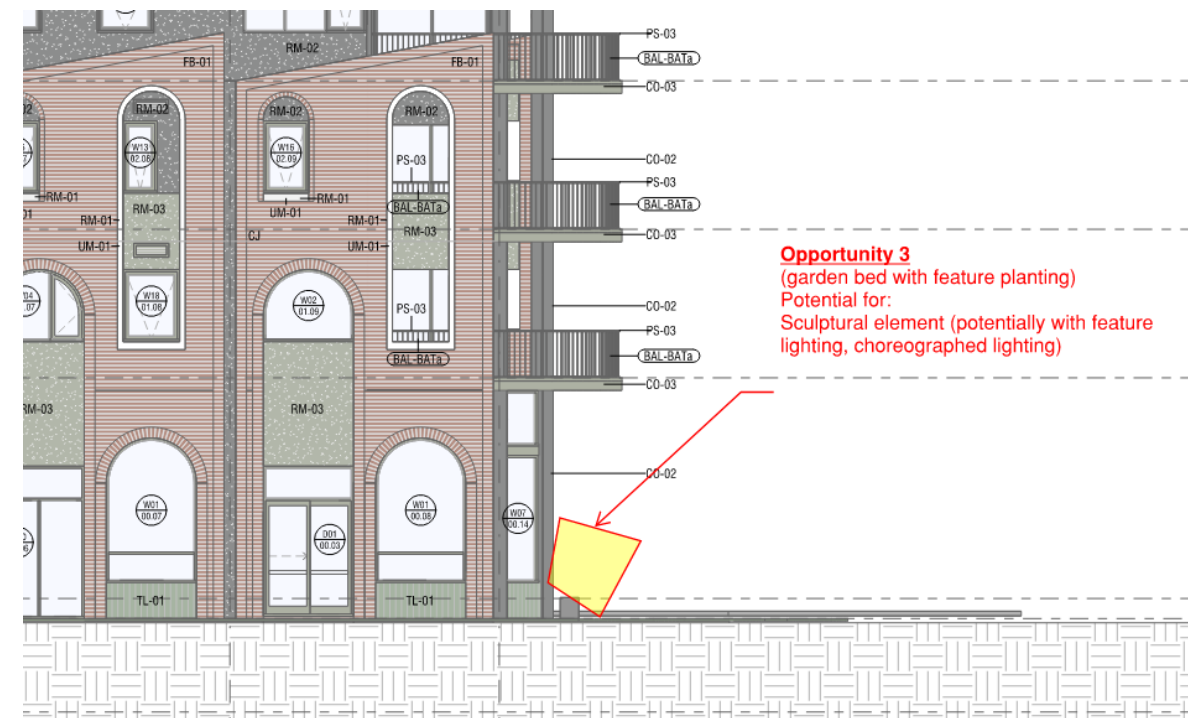 RM-02
PS-03
FB-01
FB-01
BAL-BATa
CO-03
RM-02
RM-02
RM-02
W13
02.08
W16
02.09
PS-03
CO-02
PS-03
RM-01
RM-01
BAL-BATa
BAL-BATa
RM-03
UM-01
RM-01
RM-01
RM-03
CJ
CO-03
UM-01
UM-01
Opportunity 3
(garden bed with feature planting)
Potential for:
Sculptural element (potentially with feature
lighting, choreographed lighting)
W18
01.08
W02
01.09
PS-03
CO-02
PS-03
BAL-BATa
BAL-BATa
CO-03
RM-03
RM-03
CO-02
W01
00.07
W01
00.08
W07
00.14
D01
00.03
TL-01
TL-01